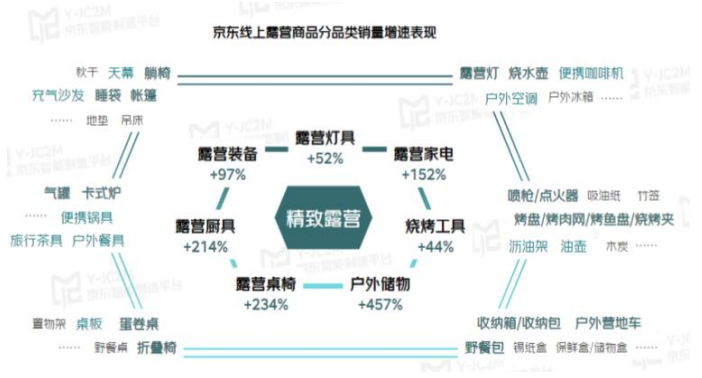 京东线上露营商品分品类销量增速表现
秋千 天幕 躺椅
充气沙发 睡袋 帐篷
…… 地垫 吊床
露营灯 烧水壶 便携咖啡机
户外空调 户外冰箱 ……
露营灯具
+52%
露营装备
+97%
露营家电
+152%
气罐 卡式炉
…… 便携锅具
旅行茶具 户外餐具
露营厨具
+214%
精致露营
烧烤工具
+44%
喷枪/点火器 吸油纸 竹签
烤盘/烤肉网/烤鱼盘/烧烤夹
沥油架 油壶 木炭 ……
露营桌椅
+234%
户外储物
+457%
置物架 桌板 蛋卷桌
…… 野餐桌 折叠椅
收纳箱/收纳包 户外营地车
野餐包 锡纸盒 保鲜盒/储物盒 ……
Y-JC2M
京东智能制造平台